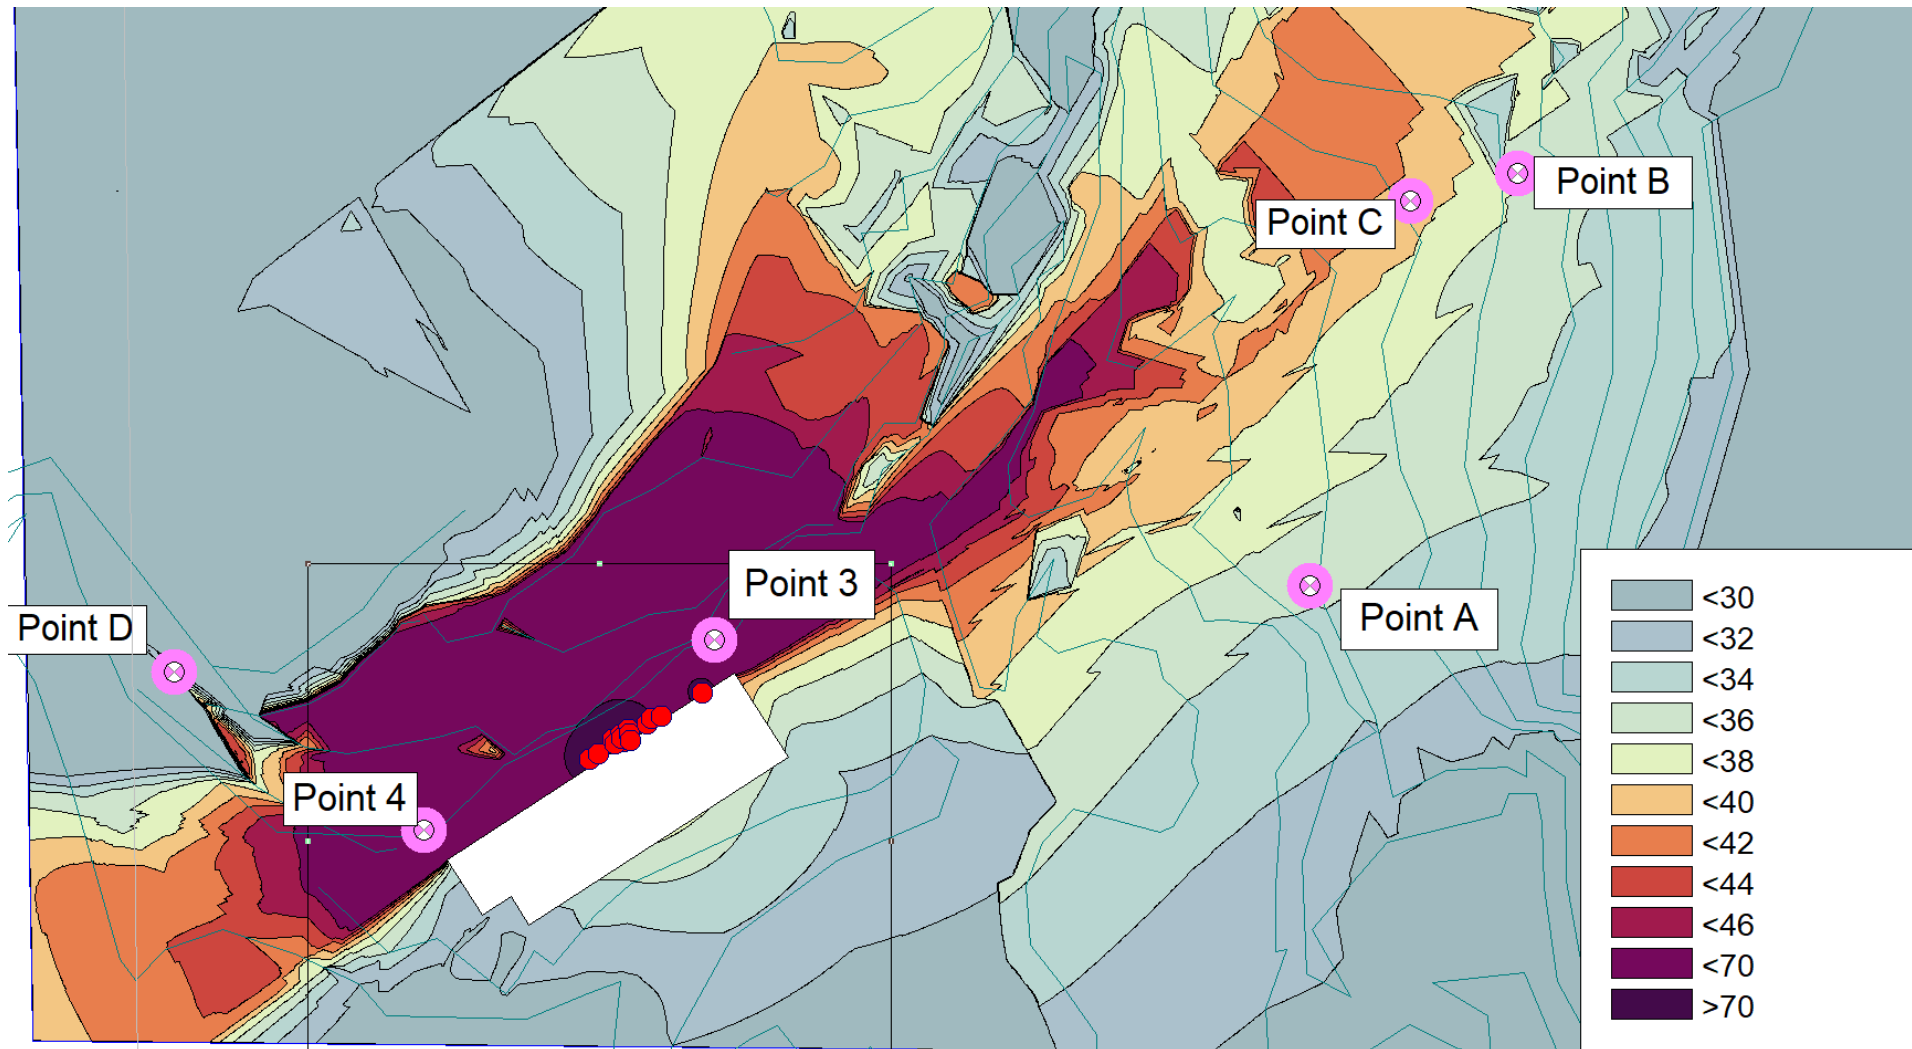 Point B
Point C
Point 3
Point A
Point D
Point 4
<30
<32
<34
<36
<38
<40
<42
<44
<46
<70
>70